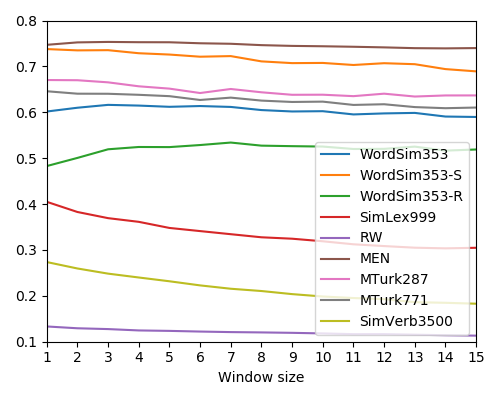 0.8
0.7
0.6
0.5
0.4
0.3
0.2
0.1
WordSim353
WordSim353-S
WordSim353-R
SimLex999
RW
MEN
MTurk287
MTurk771
SimVerb3500
1 2 3 4 5 6 7 8 9 10 11 12 13 14 15
Window size